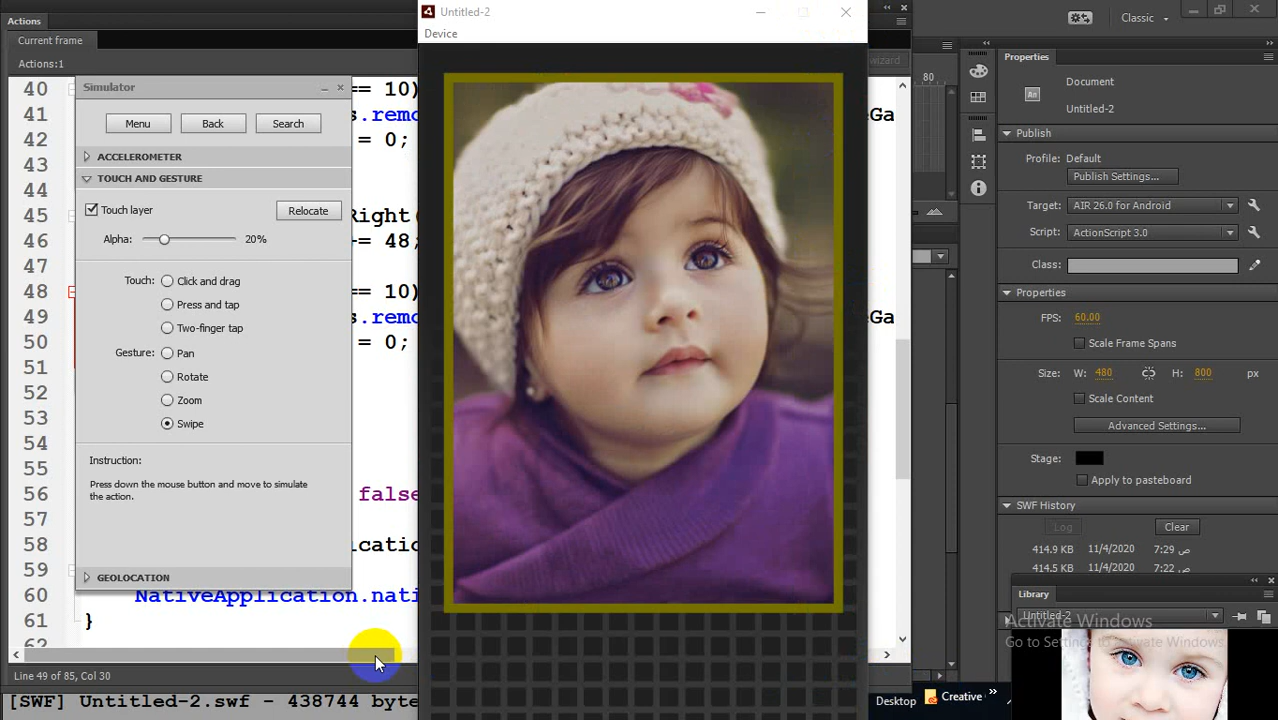 Actions
Current frame
Actions:1
Simulator
Menu
Back
Search
ACCELEROMETER
TOUCH AND GESTURE
Touch layer
Relocate
Alpha:
20%
Touch:
Click and drag
Press and tap
Two-finger tap
Gesture:
Pan
Rotate
Zoom
Swipe
Instruction:
Press down the mouse button and move to simulate
the action.
GEOLOCATION
40 == 10)
41 s.remo eGa
42 = 0;
43
44
45 Right(
46 += 48;
47
48 == 10)
49 s.remo eGa
50 = 0;
51
52
53
54
55
56 false
57
58 icatio
59
60 NativeApplication.nati
61 }
62
Line 49 of 85, Col 30
[SWF] Untitled-2.swf - 438744 byte
Untitled-2
Device
wizard
80
Classic
Properties
Document
Untitled-2
Publish
Profile: Default
Publish Settings...
Target: AIR 26.0 for Android
Script: ActionScript 3.0
Class:
Properties
FPS: 60.00
Scale Frame Spans
Size: W: 480 H: 800 px
Scale Content
Advanced Settings...
Stage:
Apply to pasteboard
SWF History
Log
Clear
414.9 KB 11/4/2020 7:29 ص
414.5 KB 11/4/2020 7:22 ص
Library
Untitled-2
Activate Windows
Go to Settings to Activate Windows.
Desktop
Creative
An